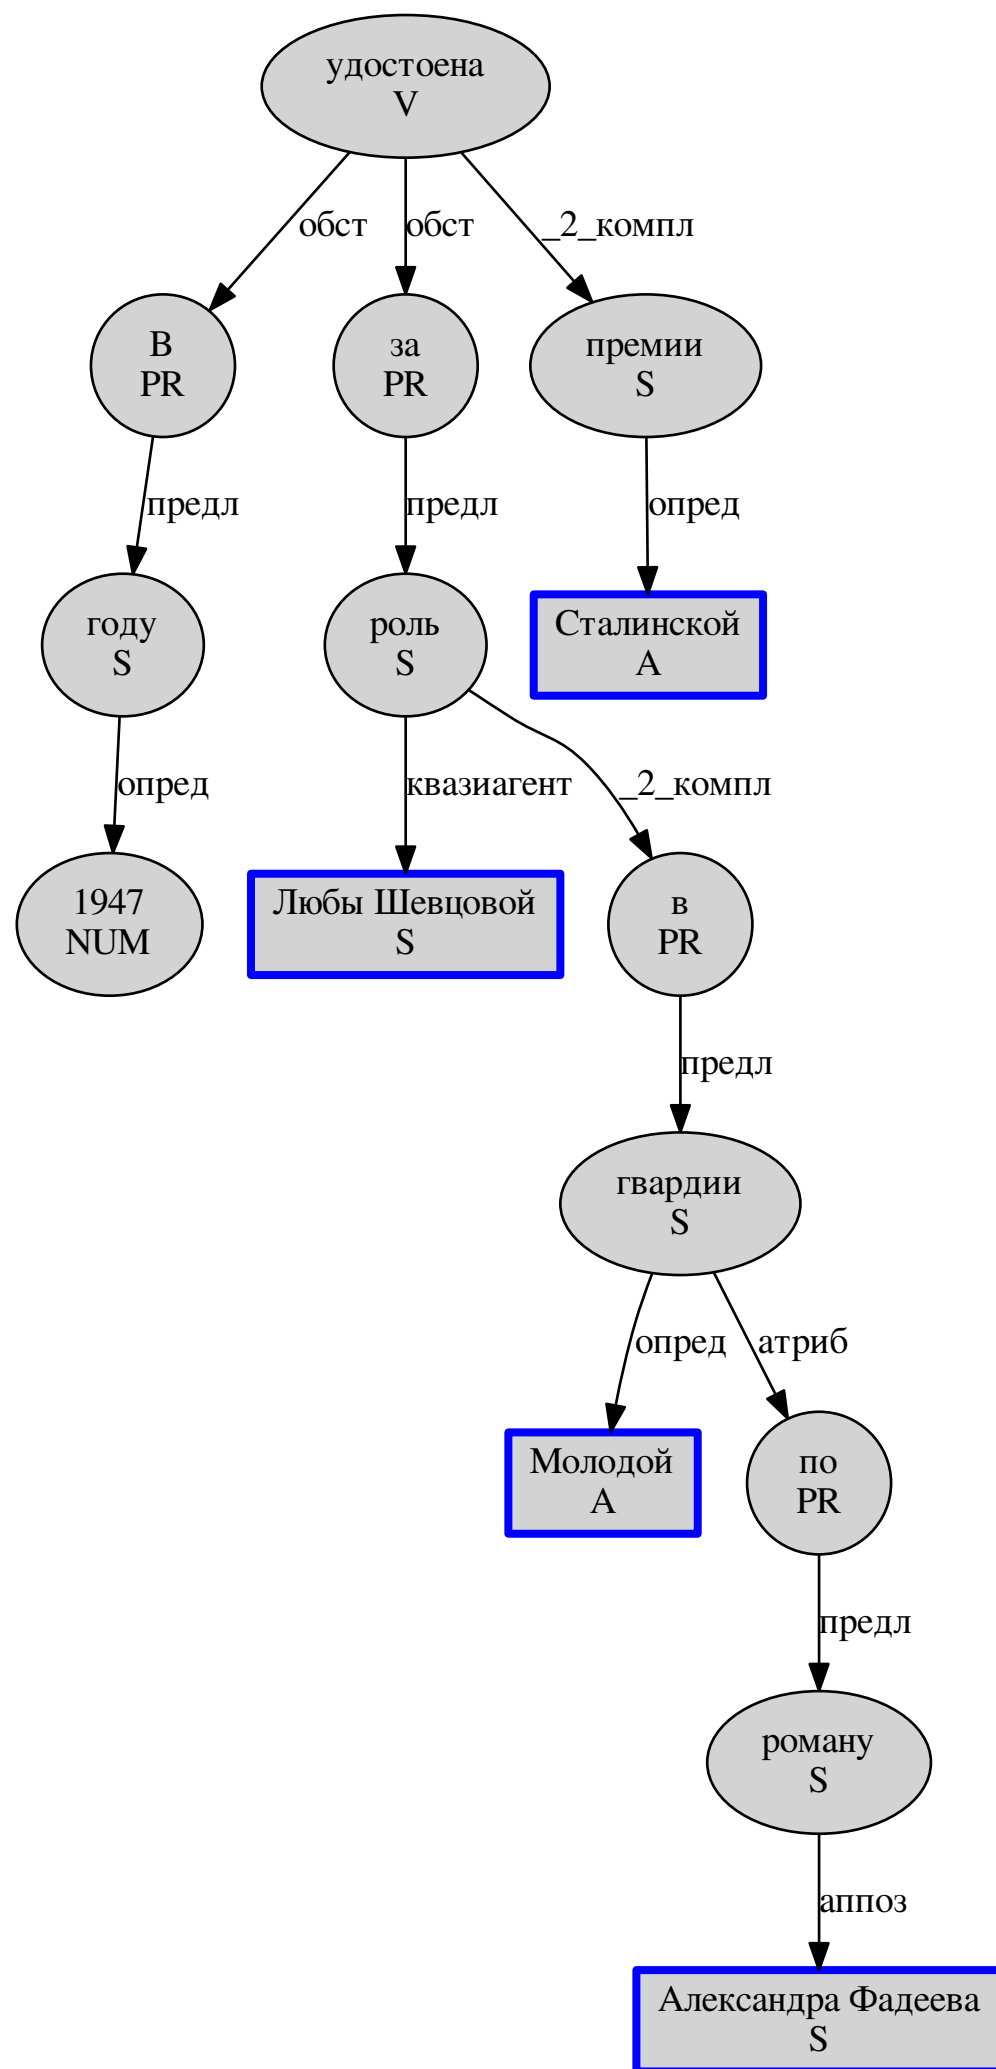 удостоена
V
обст
обст
_2_компл
В
PR
за
PR
премии
S
предл
предл
опред
году
S
роль
S
Сталинской
A
опред
квазиагент
_2_компл
1947
NUM
Любы Шевцовой
S
в
PR
предл
гвардии
S
опред
атриб
Молодой
A
по
PR
предл
роману
S
аппоз
Александра Фадеева
S